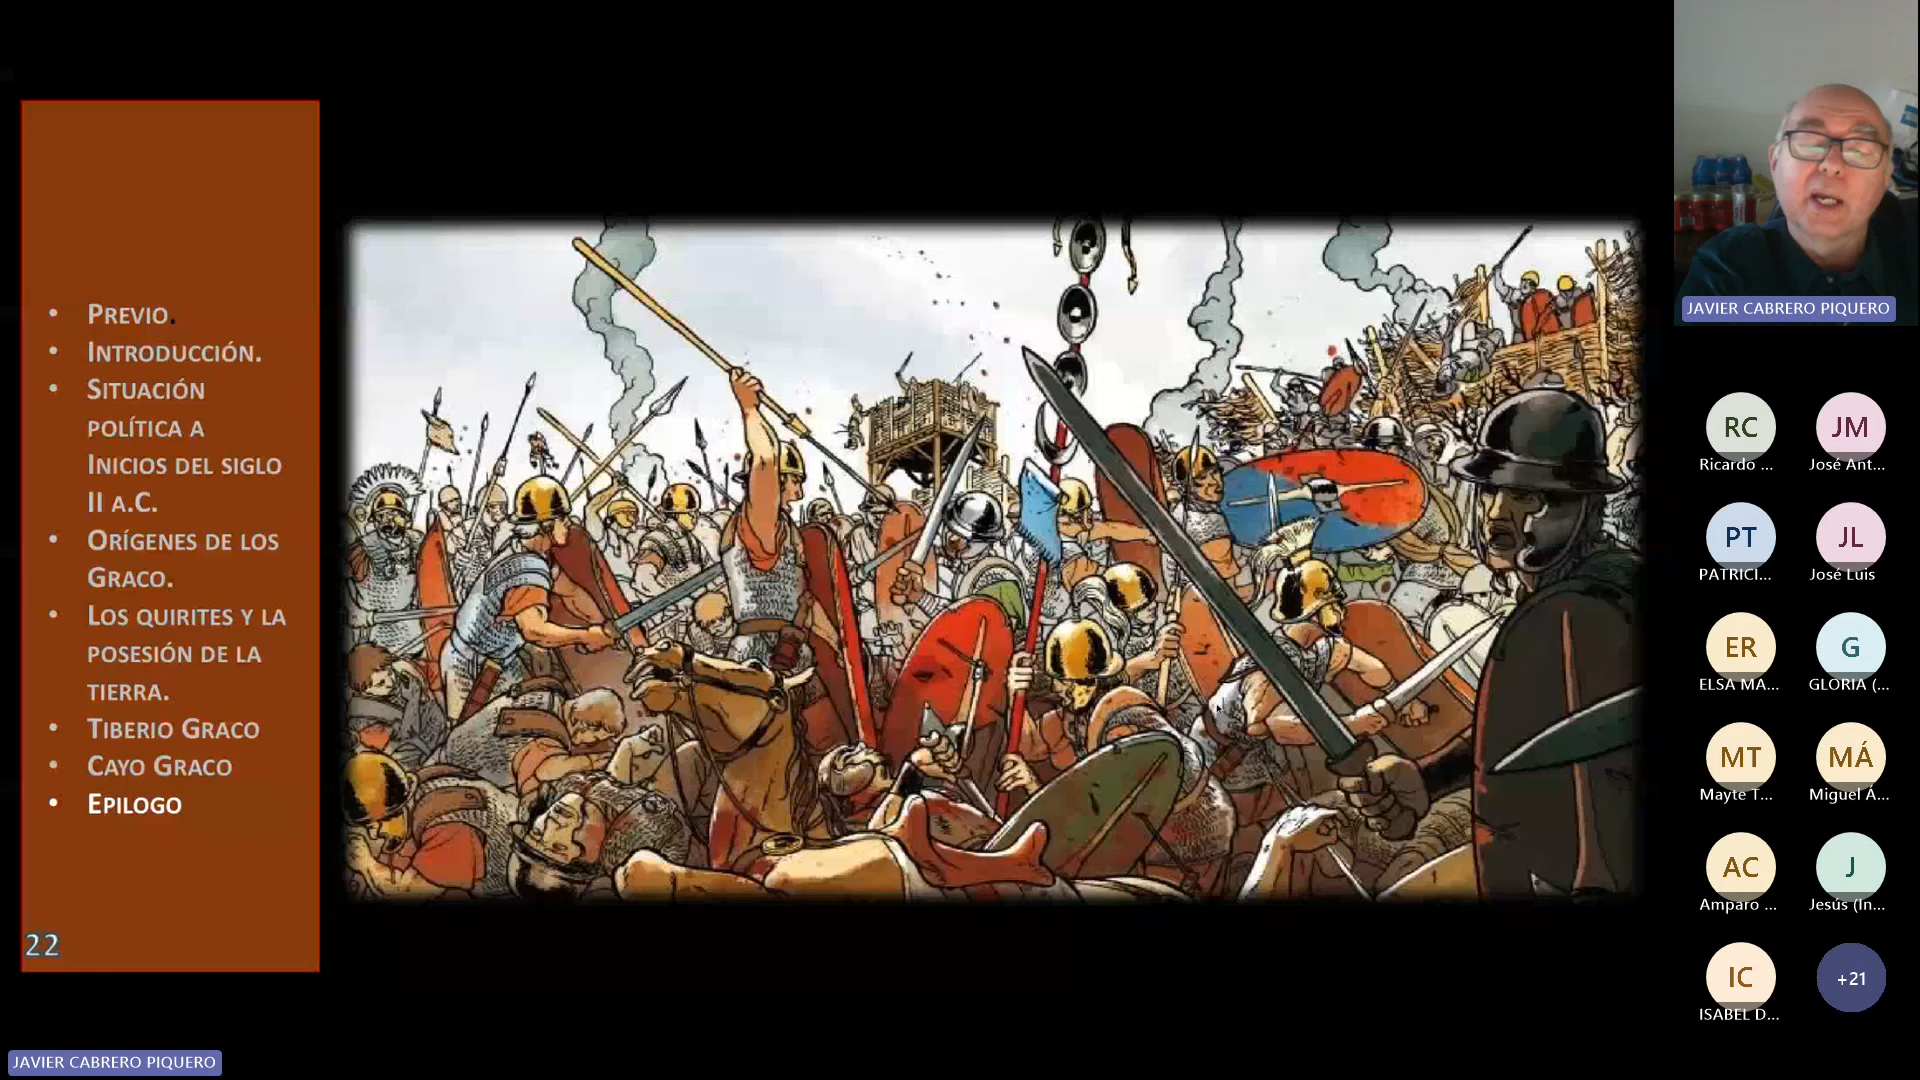 • PREVIO.
• INTRODUCCIÓN.
• SITUACIÓN
POLÍTICA A
INICIOS DEL SIGLO
II A.C.
• ORÍGENES DE LOS
GRACO.
• LOS QUIRITES Y LA
POSESIÓN DE LA
TIERRA.
• TIBERIO GRACO
• CAYO GRACO
• EPILOGO
22
JAVIER CABRERO PIQUERO
JAVIER CABRERO PIQUERO
RC
Ricardo ...
JM
José Ant...
PT
PATRICI...
JL
José Luis
ER
ELSA MA...
G
GLORIA (...
MT
Mayte T...
MÁ
Miguel Á...
AC
Amparo ...
J
Jesús (In...
IC
ISABEL D...
+21